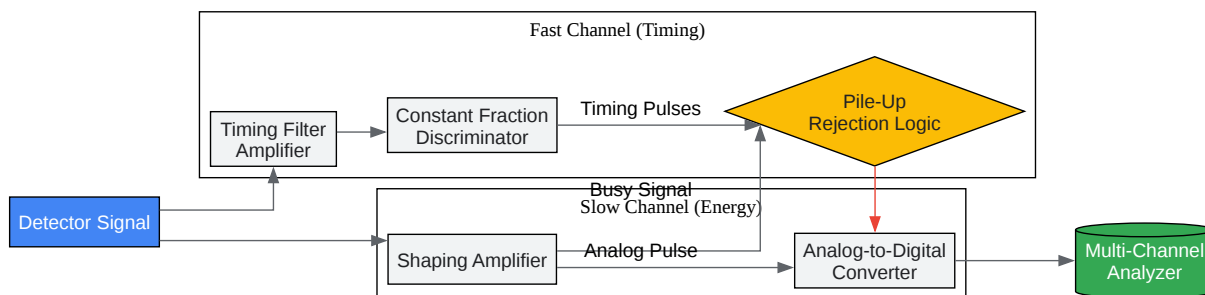 Fast Channel (Timing)
Timing Filter
Amplifier
Constant Fraction
Discriminator
Timing Pulses
Pile-Up
Rejection Logic
Detector Signal
Busy Signal
Slow Channel (Energy)
Shaping Amplifier
Analog Pulse
Analog-to-Digital
Converter
Multi-Channel
Analyzer